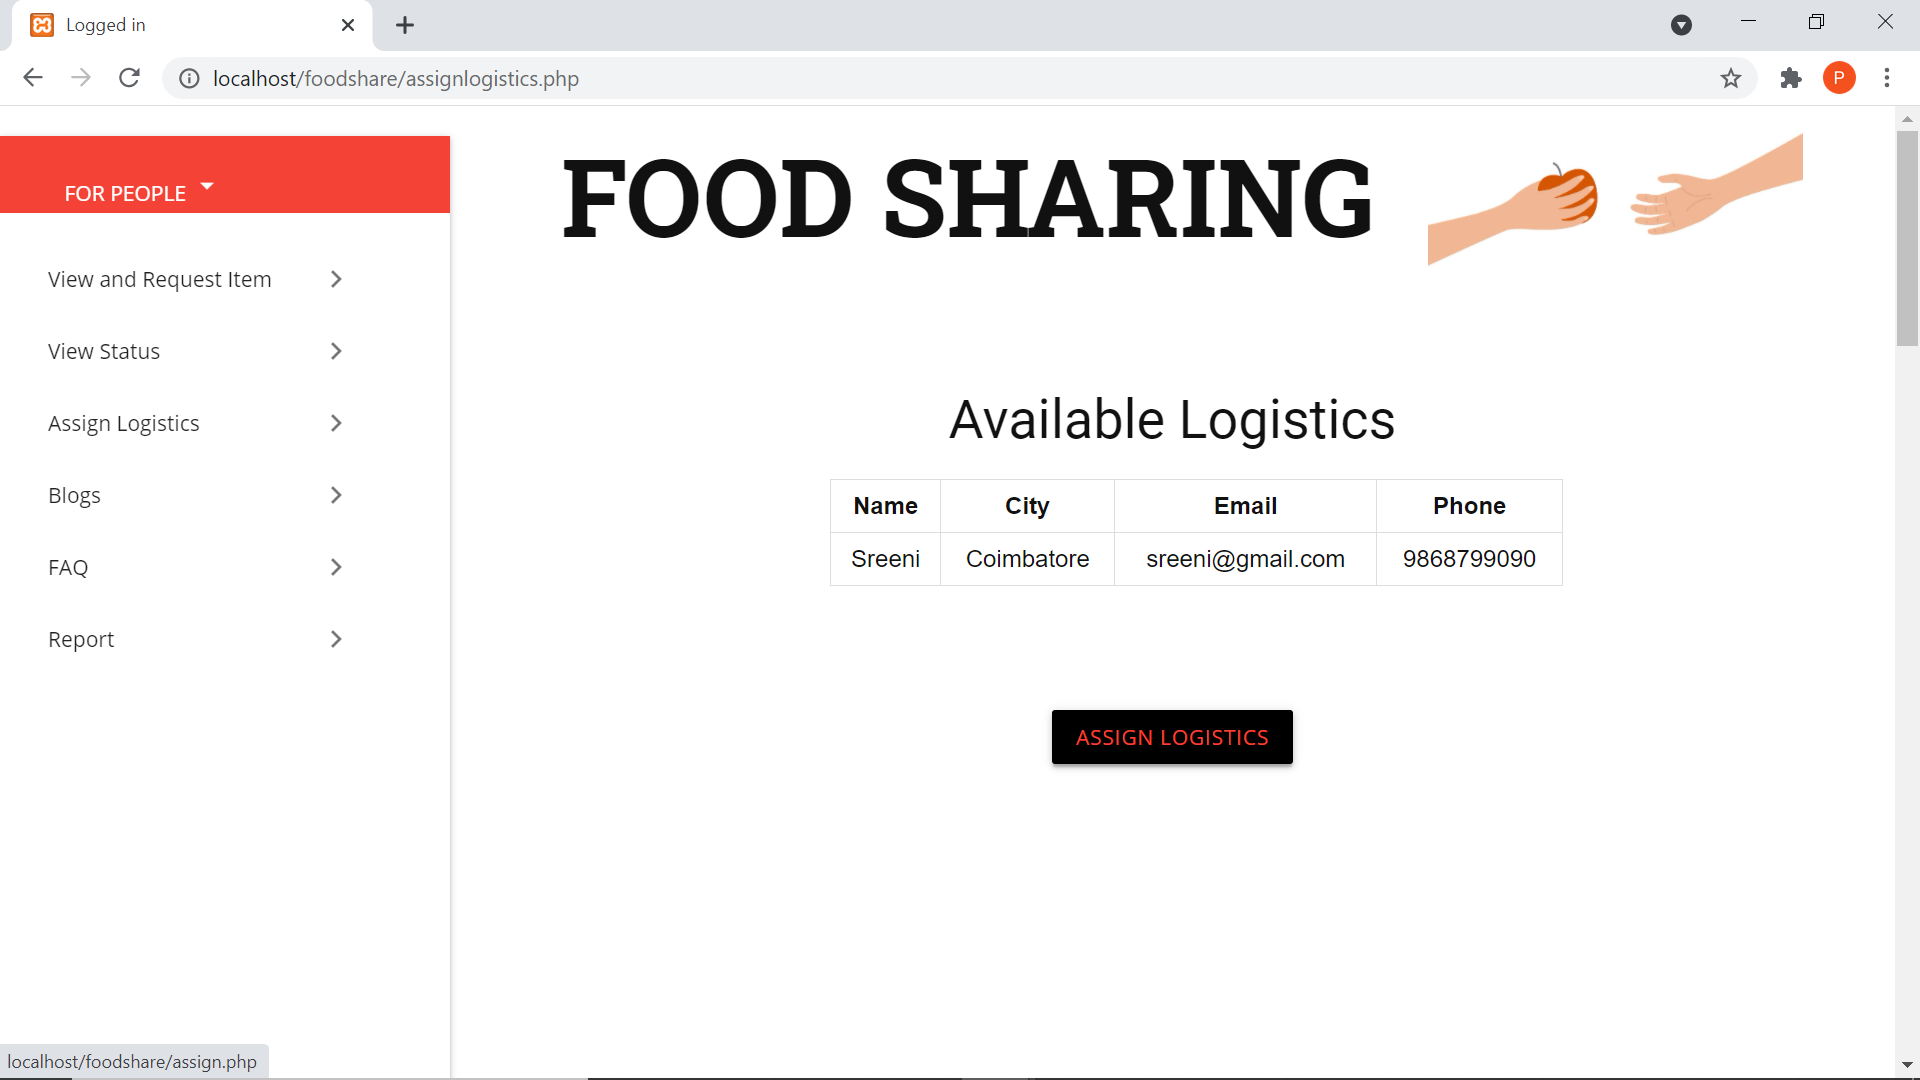 Logged in
localhost/foodshare/assignlogistics.php
P
FOR PEOPLE
FOOD SHARING
View and Request Item
View Status
Assign Logistics
Blogs
FAQ
Report
Available Logistics
Name City Email Phone
Sreeni Coimbatore sreeni@gmail.com 9868799090
ASSIGN LOGISTICS
localhost/foodshare/assign.php